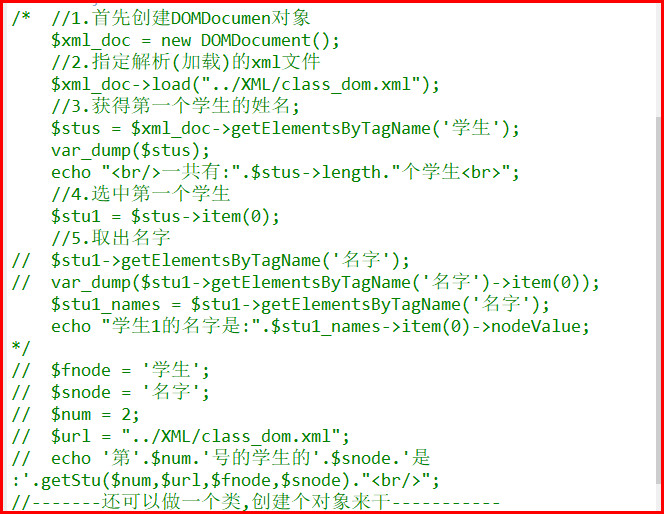 /*  //1.首先创建DOMDocumen对象
    $xml_doc = new DOMDocument();
    //2.指定解析(加载)的xml文件
    $xml_doc->load("../XML/class_dom.xml");
    //3.获得第一个学生的姓名;
    $stus = $xml_doc->getElementsByTagName('学生');
    var_dump($stus);
    echo "<br/>一共有:".$stus->length."个学生<br>";
    //4.选中第一个学生
    $stu1 = $stus->item(0);
    //5.取出名字
//  $stu1->getElementsByTagName('名字');
//  var_dump($stu1->getElementsByTagName('名字')->item(0));
    $stu1_names = $stu1->getElementsByTagName('名字');
    echo "学生1的名字是:".$stu1_names->item(0)->nodeValue;
*/
//  $fnode = '学生';
//  $snode = '名字';
//  $num = 2;
//  $url = "../XML/class_dom.xml";
//  echo '第'.$num.'号的学生的'.$snode.'是
:'.getStu($num,$url,$fnode,$snode)."<br/>";
//-------还可以做一个类,创建个对象来干-----------